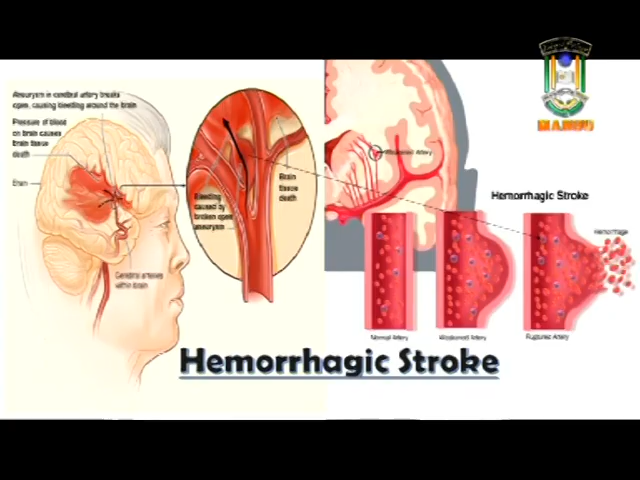 Aneurysm in cerebral artery breaks
open, causing bleeding around the brain
Pressure of blood
on brain causes
brain tissue
death
Brain
Cerebral arteries
within brain
Bleeding
caused by
broken open
aneurysm
Brain
tissue
death
Weakened Artery
Hemorrhagic Stroke
Hemorrhage
Normal Artery
Weakened Artery
Ruptured Artery
Hemorrhagic Stroke